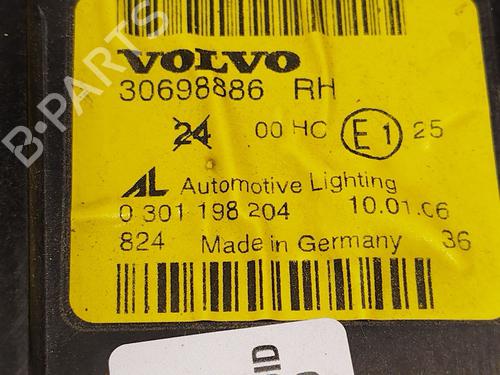 VOLVO
30698886 RH
24 00 HC E1 25
AL Automotive Lighting
0 301 198 204 10.01.06
824 Made in Germany 36
B-PARTS